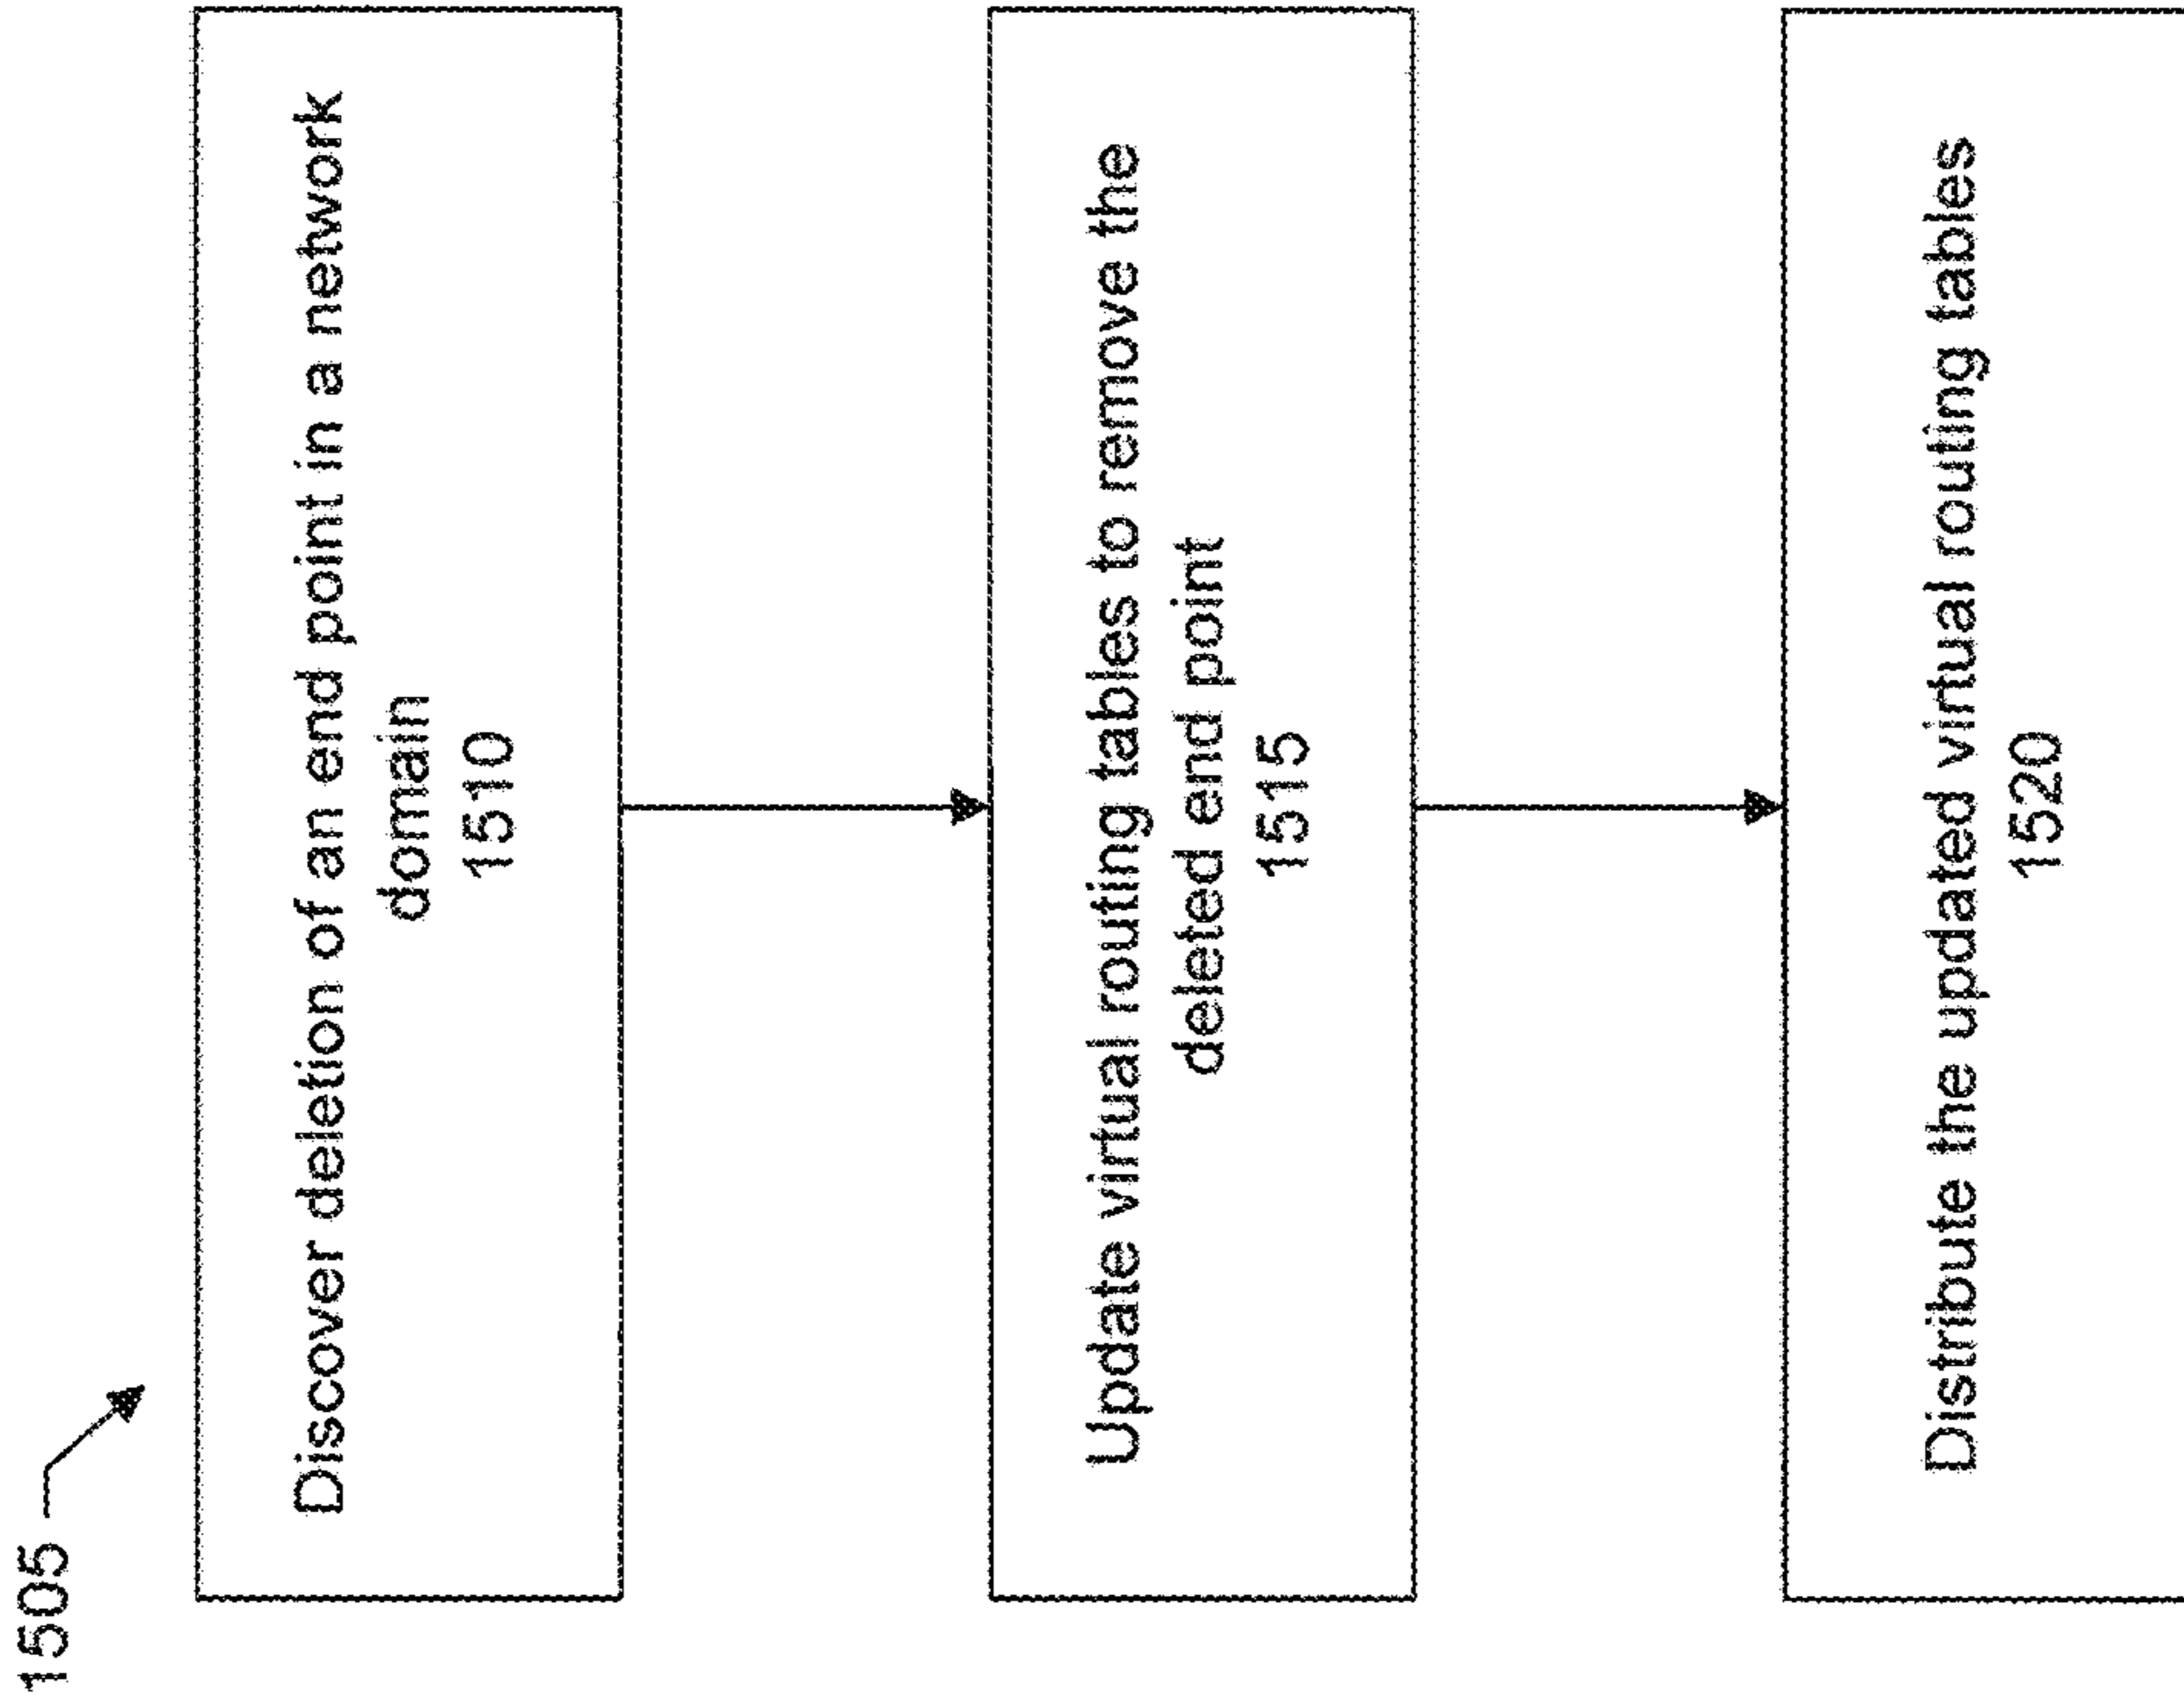 1505
Discover deletion of an end point in a network
domain
1510
Update virtual routing tables to remove the
deleted end point
1515
Distribute the updated virtual routing tables
1520